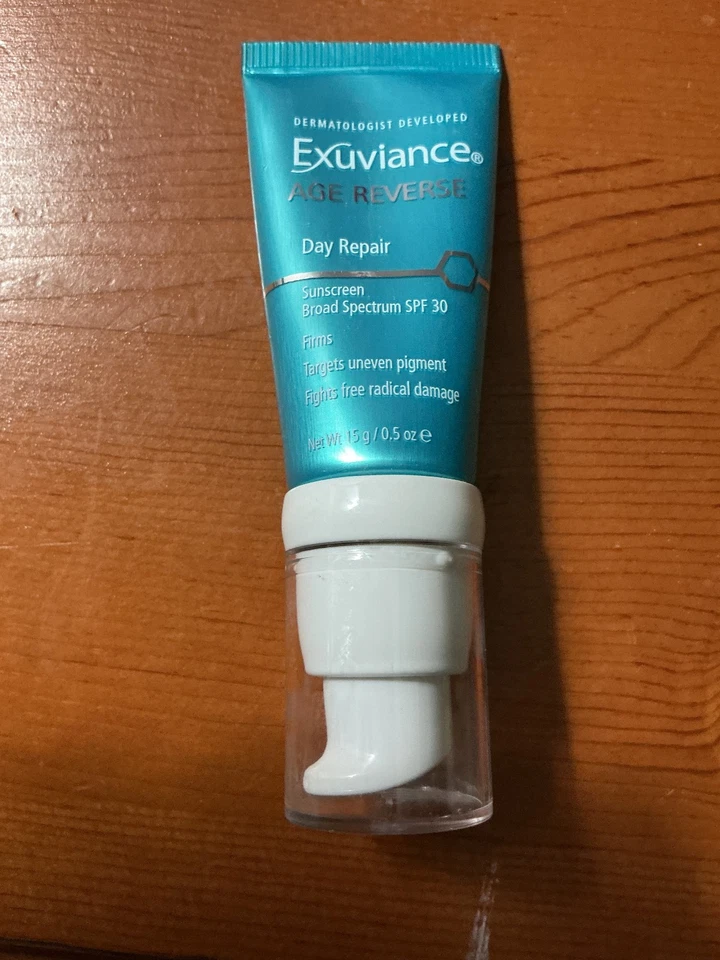 DERMATOLOGIST DEVELOPED
Exuviance®
AGE REVERSE
Day Repair
Sunscreen
Broad Spectrum SPF 30
Firms
Targets uneven pigment
Fights free radical damage
Net Wt 15 g / 0.5 oz ℮